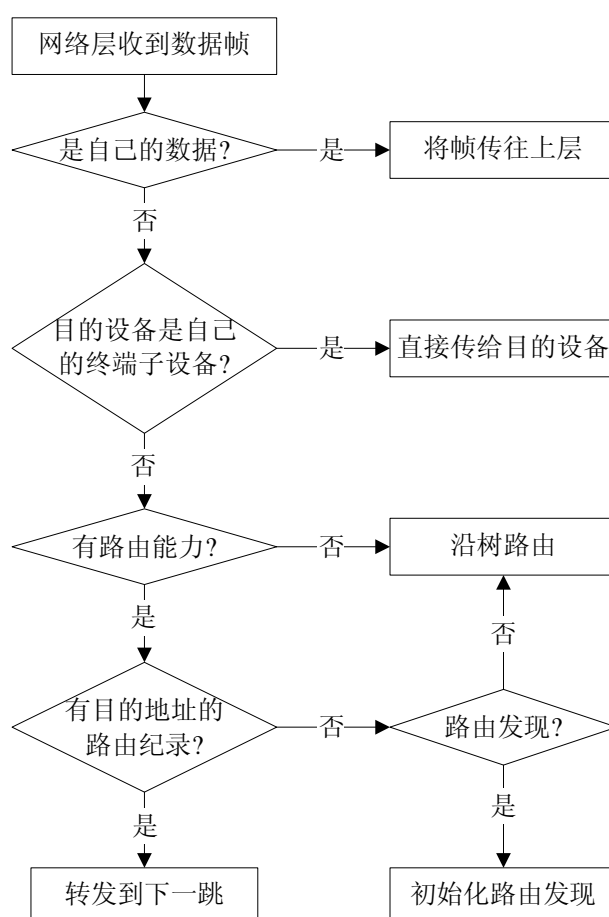 网络层收到数据帧
是自己的数据?
是
将帧传往上层
否
目的设备是自己
的终端子设备?
是
直接传给目的设备
否
有路由能力?
否
沿树路由
是
否
有目的地址的
路由纪录?
否
路由发现?
是
是
转发到下一跳
初始化路由发现